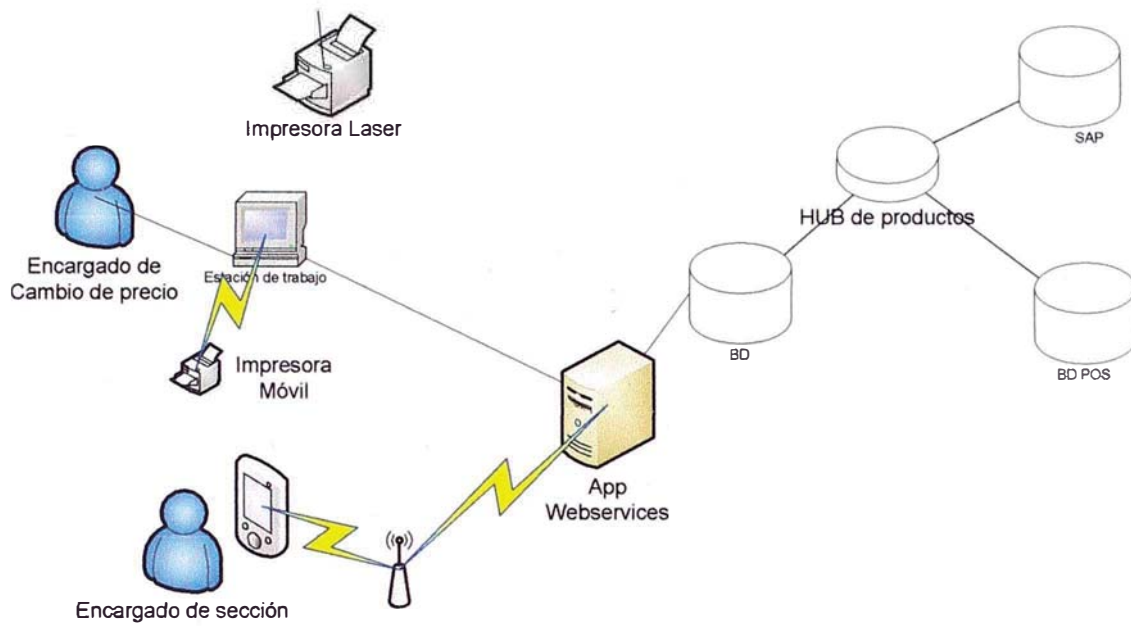 Impresora Laser
SAP
HUB de productos
Encargado de
Cambio de precio
Estación de trabajo
Impresora
Móvil
BD
BD POS
App
Webservices
Encargado de sección